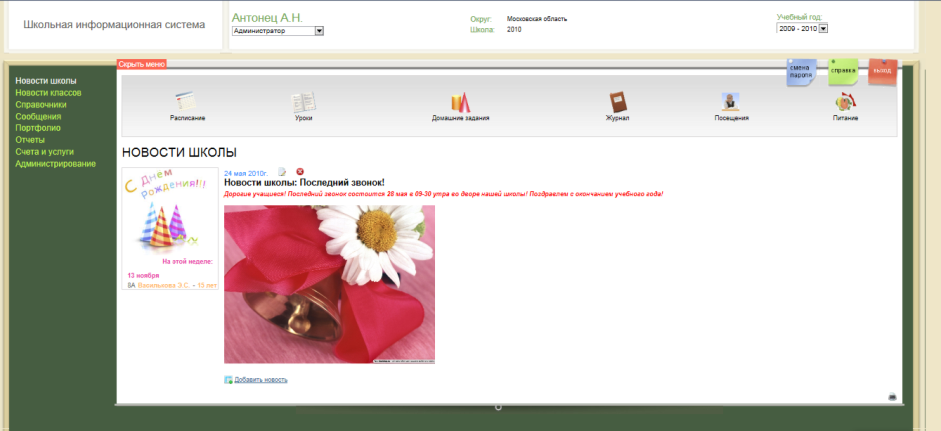 Школьная информационная система
Антонец А.Н.
Администратор
Округ: Московская область
Школа: 2010
Учебный год:
2009 - 2010
Скрыть меню
смена пароля
справка
выход
Новости школы
Новости классов
Справочники
Сообщения
Портфолио
Отчеты
Счета и услуги
Администрирование
Расписание
Уроки
Домашние задания
Журнал
Посещения
Питание
НОВОСТИ ШКОЛЫ
С Днем
рождения!!!
На этой неделе:
13 ноября
9А Васильнова Э.С. - 15 лет
24 мая 2010г.
Новости школы: Последний звонок!
Дорогие учащиеся! Последний звонок состоится 28 мая в 09-30 утра во дворе нашей школы! Поздравляем с окончанием учебного года!
Добавить новость